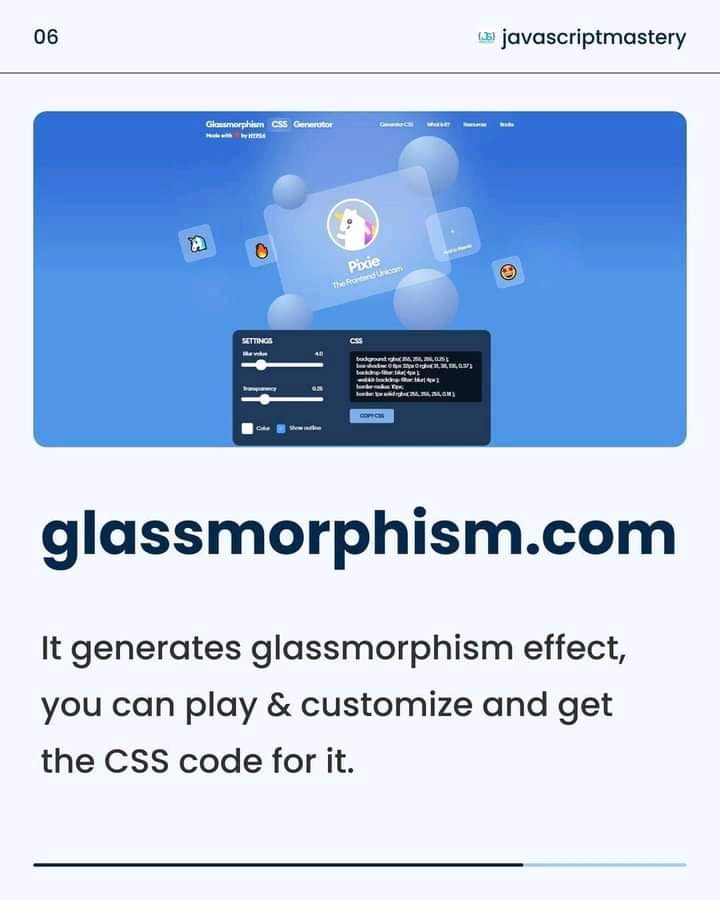 06
javascriptmastery
Glassmorphism CSS Generator
Made with by HYPE4
Generator CSS What is it? Resources Books
Pixie
The Frontend Unicorn
SETTINGS
Blur value 4.0
Transparency 0.25
Color Show outline
CSS
background: rgba( 255, 255, 255, 0.25 );
box-shadow: 0 8px 32px 0 rgba( 31, 38, 135, 0.37 );
backdrop-filter: blur( 4px );
-webkit-backdrop-filter: blur( 4px );
border-radius: 10px;
border: 1px solid rgba( 255, 255, 255, 0.18 );
COPY CSS
glassmorphism.com
It generates glassmorphism effect,
you can play & customize and get
the CSS code for it.